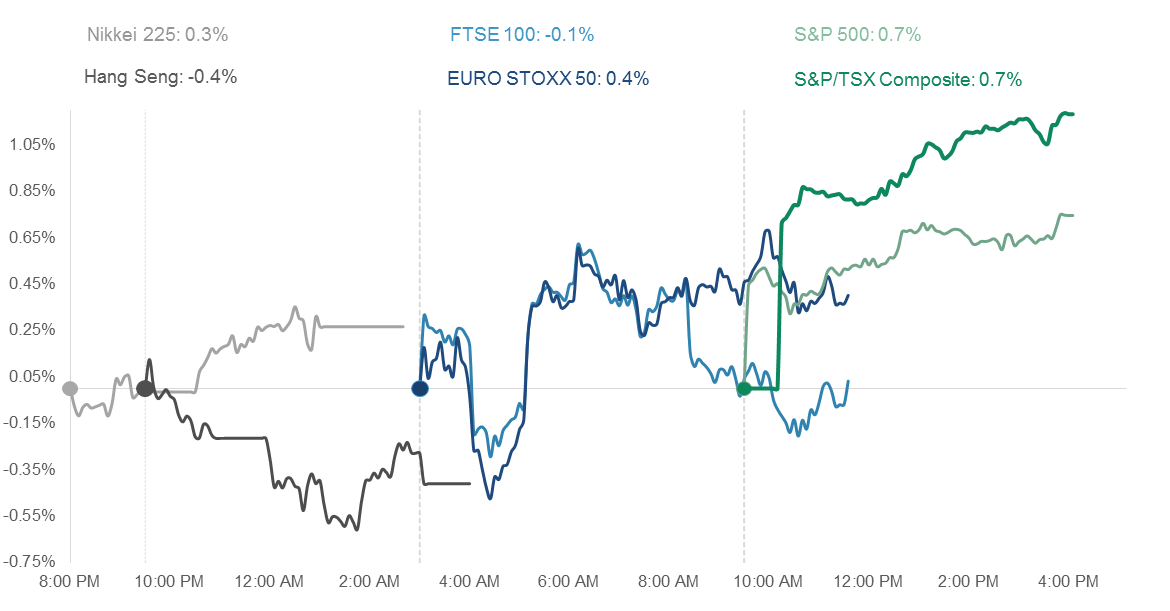 Nikkei 225: 0.3%
FTSE 100: -0.1%
S&P 500: 0.7%
Hang Seng: -0.4%
EURO STOXX 50: 0.4%
S&P/TSX Composite: 0.7%
1.05%
0.85%
0.65%
0.45%
0.25%
0.05%
-0.15%
-0.35%
-0.55%
-0.75%
8:00 PM
10:00 PM
12:00 AM
2:00 AM
4:00 AM
6:00 AM
8:00 AM
10:00 AM
12:00 PM
2:00 PM
4:00 PM